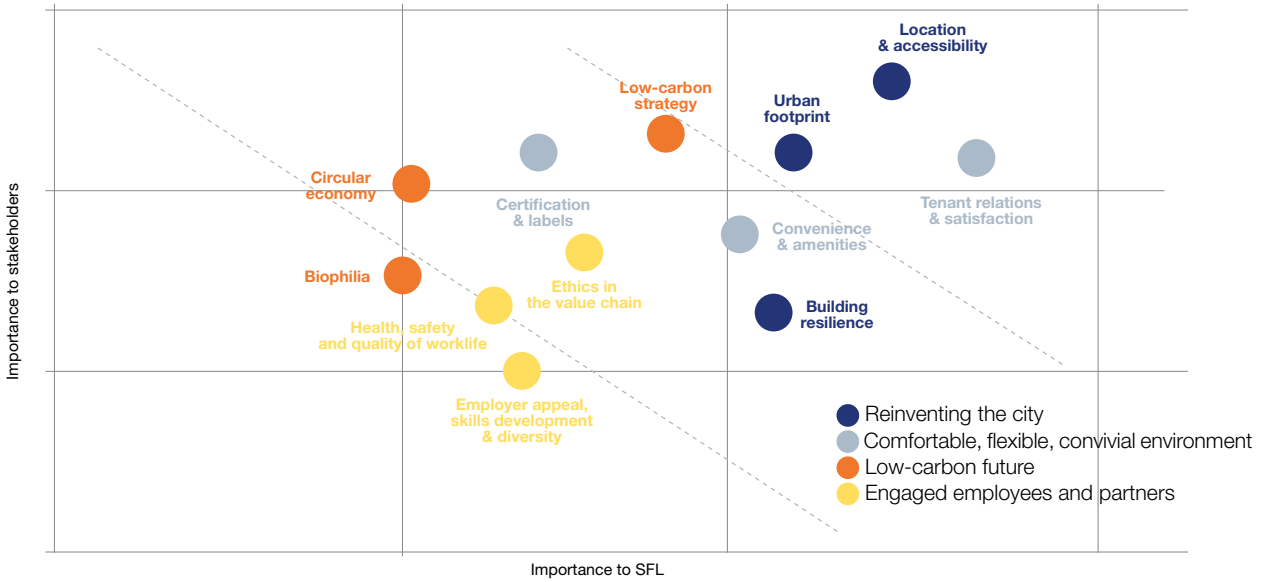 Location
& accessibility
Low-carbon
strategy
Urban
footprint
Circular
economy
Certification
& labels
Tenant relations
& satisfaction
Convenience
& amenities
Biophilia
Ethics in
the value chain
Building
resilience
Health, safety
and quality of worklife
Employer appeal,
skills development
& diversity
Importance to stakeholders
Reinventing the city
Comfortable, flexible, convivial environment
Low-carbon future
Engaged employees and partners
Importance to SFL